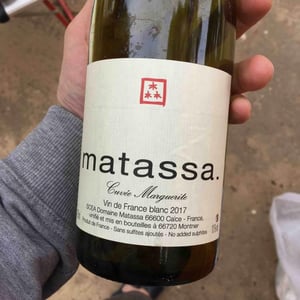 matassa.
Cuvée Marguerite
Vin de France blanc 2017
SCEA Domaine Matassa 66600 Calce - France,
vinifié et mis en bouteilles à 66720 Montner
Produit de France - Sans sulfites ajoutés - No added sulphites